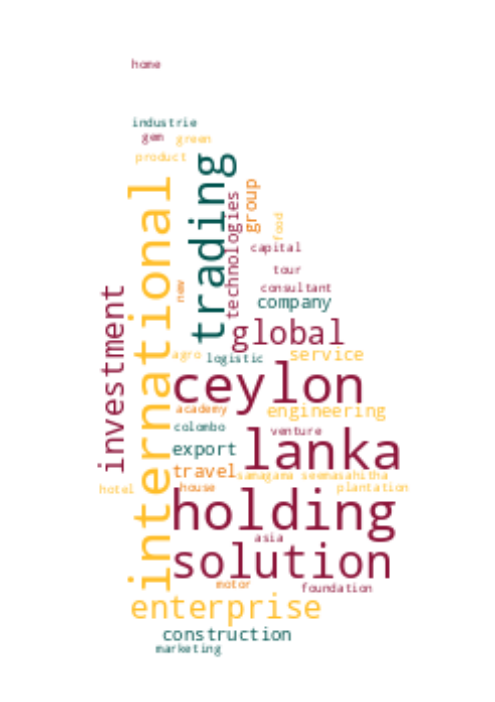 home
industrie
gem
green
product
trading
international
technologies
group
food
capital
tour
new
consultant
company
investment
global
agro
logistic
service
ceylon
academy
engineering
colombo
venture
export
lanka
travel
samagama
seemasahitha
hotel
house
plantation
holding
asia
solution
motor
foundation
enterprise
construction
marketing